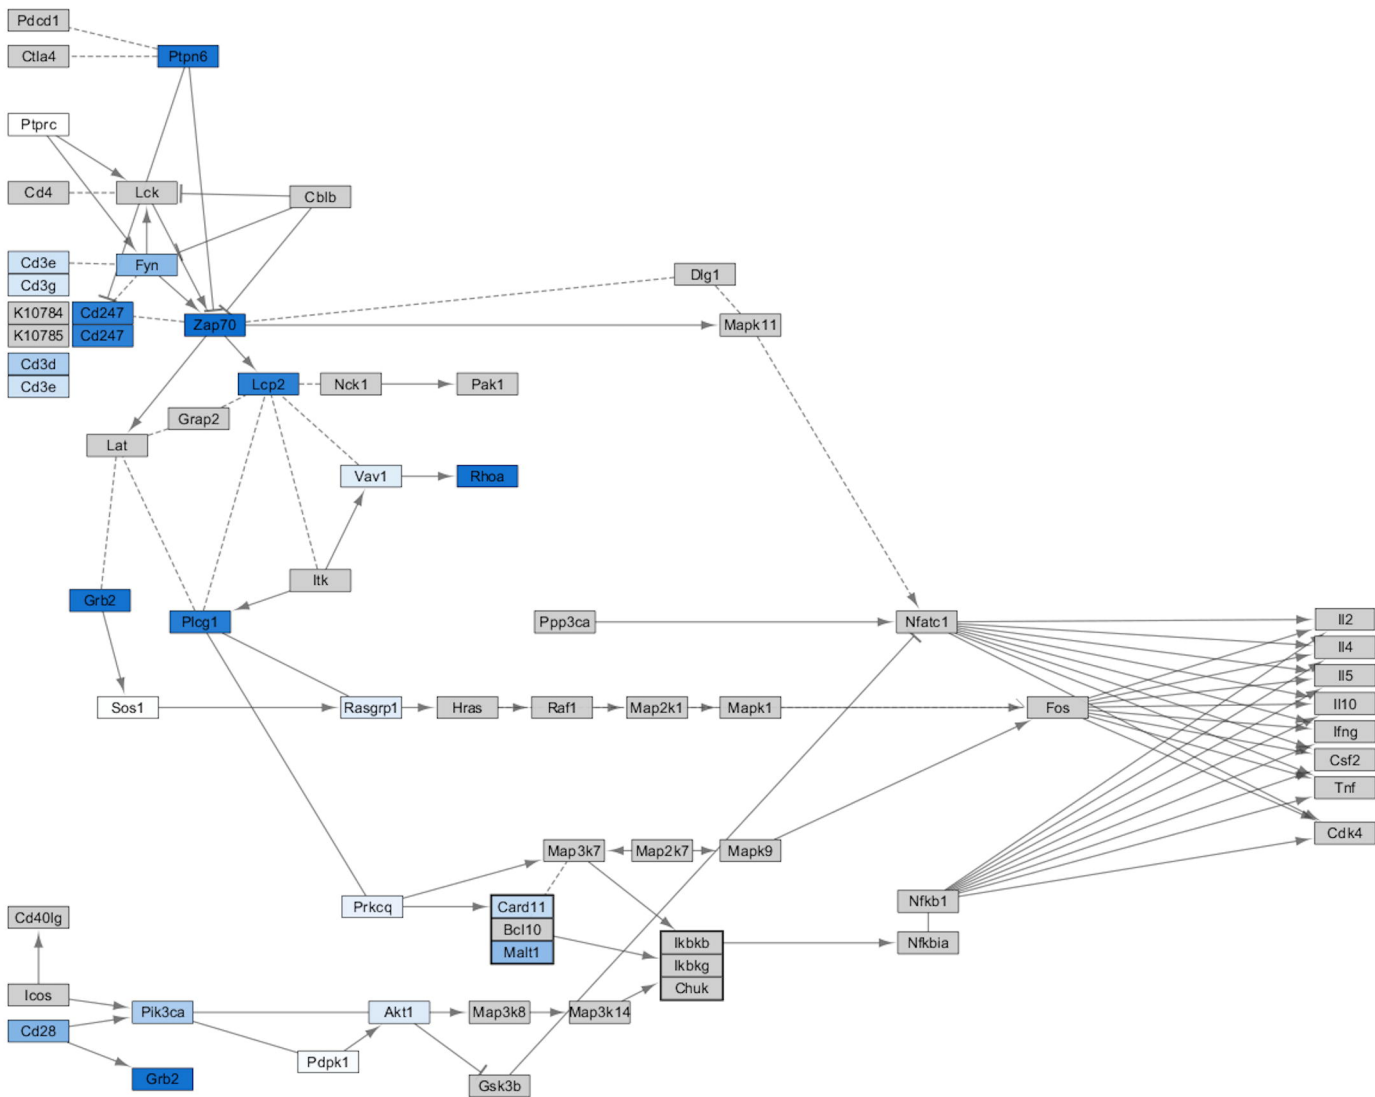 Pdcd1
Ctla4
Ptpn6
Ptprc
Cd4
Lck
Cblb
Cd3e
Fyn
Cd3g
Dlg1
K10784
Cd247
Zap70
Mapk11
K10785
Cd247
Cd3d
Cd3e
Lcp2
Nck1
Pak1
Grap2
Lat
Vav1
Rhoa
Itk
Grb2
Plcg1
Ppp3ca
Nfatc1
Il2
Il4
Il5
Sos1
Rasgrp1
Hras
Raf1
Map2k1
Mapk1
Fos
Il10
Ifng
Csf2
Tnf
Cdk4
Map3k7
Map2k7
Mapk9
Prkcq
Card11
Nfkb1
Cd40lg
Bcl10
Ikbkb
Nfkbia
Malt1
Ikbkg
Chuk
Icos
Pik3ca
Akt1
Map3k8
Map3k14
Cd28
Pdpk1
Grb2
Gsk3b